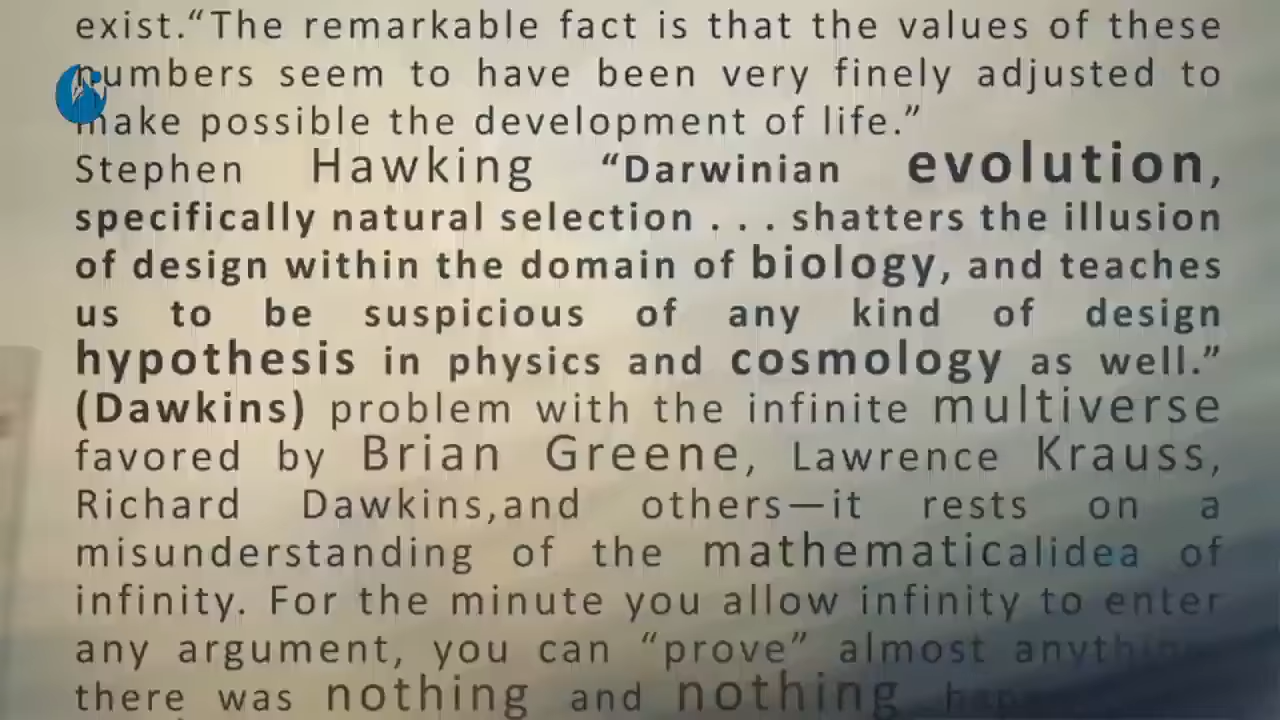 exist.“The remarkable fact is that the values of these
numbers seem to have been very finely adjusted to
make possible the development of life.”
Stephen Hawking “Darwinian evolution,
specifically natural selection . . . shatters the illusion
of design within the domain of biology, and teaches
us to be suspicious of any kind of design
hypothesis in physics and cosmology as well.”
(Dawkins) problem with the infinite multiverse
favored by Brian Greene, Lawrence Krauss,
Richard Dawkins,and others—it rests on a
misunderstanding of the mathematicalidea of
infinity. For the minute you allow infinity to enter
any argument, you can “prove” almost
there was nothing and nothing